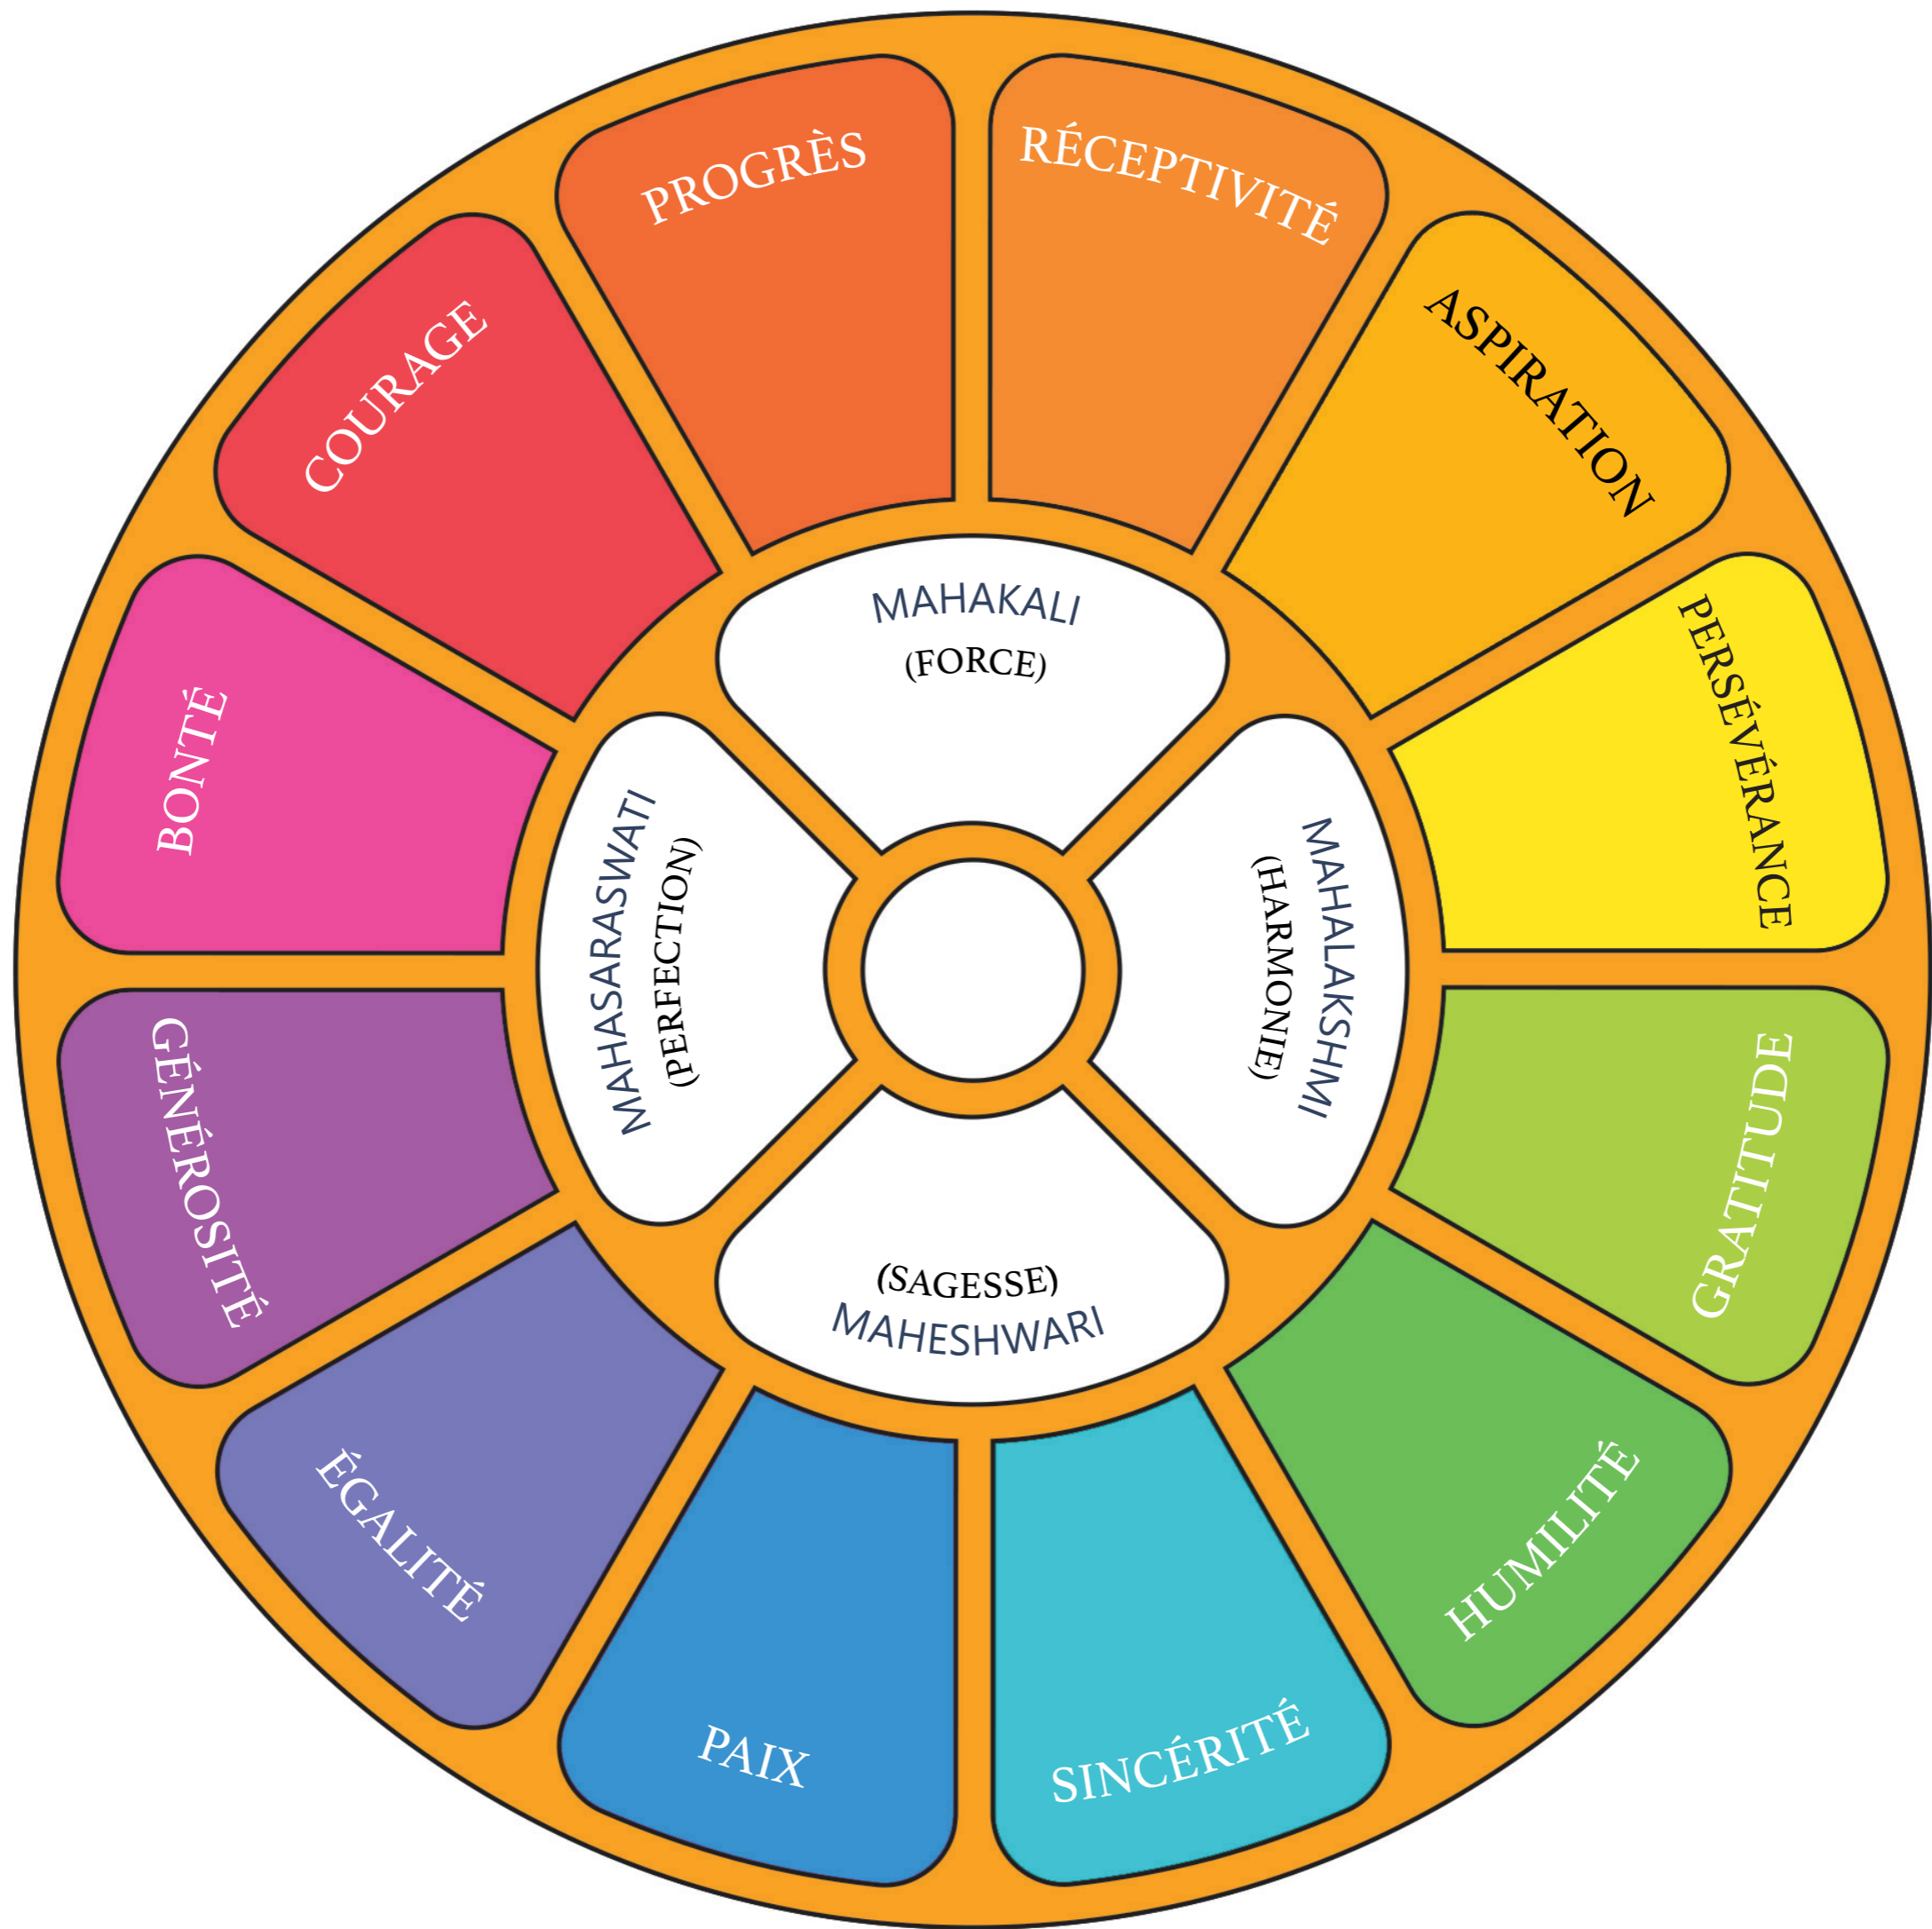 PROGRÈS
RÉCEPTIVITÉ
ASPIRATION
PERSÉVÉRANCE
GRATITUDE
HUMILITÉ
SINCÉRITÉ
PAIX
ÉGALITÉ
GÉNÉROSITÉ
BONTÉ
COURAGE
MAHAKALI
(FORCE)
MAHALAKSHMI
(HARMONIE)
(SAGESSE)
MAHESHWARI
MAHASARASWATI
(PERFECTION)